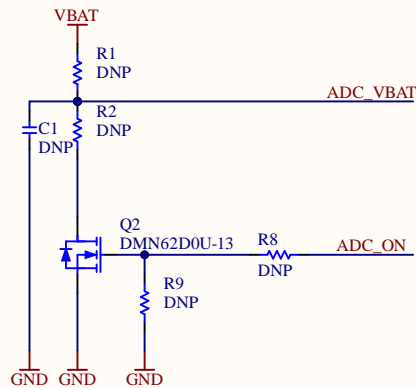 VBAT
R1
DNP
ADC_VBAT
R2
C1
DNP
DNP
Q2
DMN62D0U-13
R8
ADC_ON
DNP
R9
DNP
GND GND GND